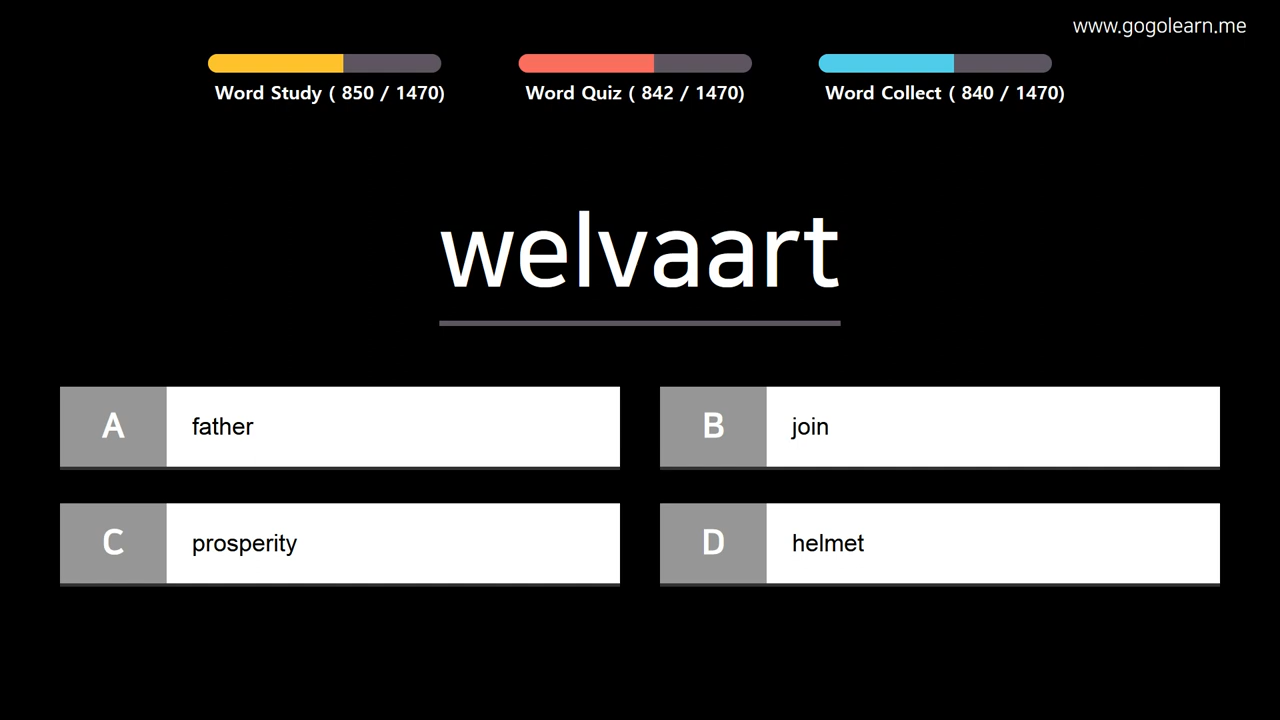 www.gogolearn.me
Word Study ( 850 / 1470)
Word Quiz ( 842 / 1470)
Word Collect ( 840 / 1470)
welvaart
A father
B join
C prosperity
D helmet